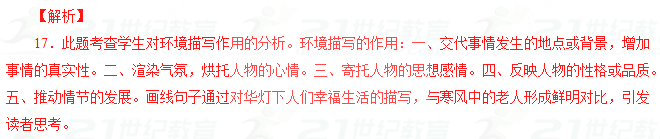 【解析】
17．此题考查学生对环境描写作用的分析。环境描写的作用：一、交代事情发生的地点或背景，增加
事情的真实性。二、渲染气氛，烘托人物的心情。三、寄托人物的思想感情。四、反映人物的性格或品质。
五、推动情节的发展。画线句子通过对华灯下人们幸福生活的描写，与寒风中的老人形成鲜明对比，引发
读者思考。